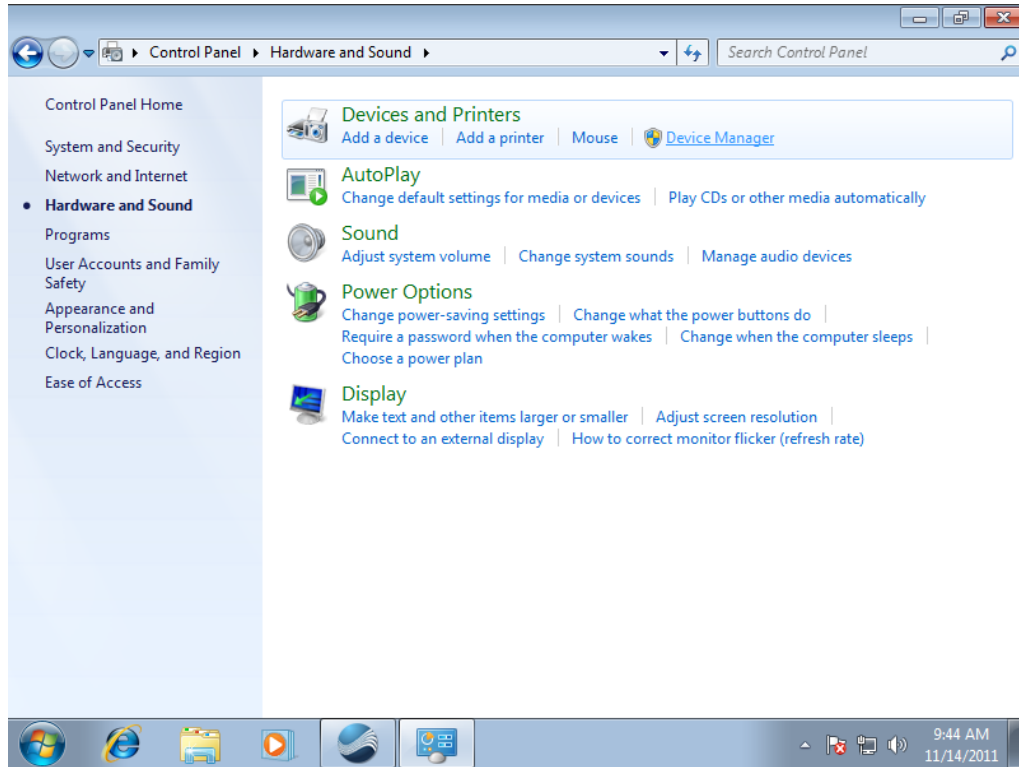 Control Panel Hardware and Sound
Search Control Panel
Control Panel Home
System and Security
Network and Internet
Hardware and Sound
Programs
User Accounts and Family
Safety
Appearance and
Personalization
Clock, Language, and Region
Ease of Access
Devices and Printers
Add a device Add a printer Mouse Device Manager
AutoPlay
Change default settings for media or devices Play CDs or other media automatically
Sound
Adjust system volume Change system sounds Manage audio devices
Power Options
Change power-saving settings Change what the power buttons do
Require a password when the computer wakes Change when the computer sleeps
Choose a power plan
Display
Make text and other items larger or smaller Adjust screen resolution
Connect to an external display How to correct monitor flicker (refresh rate)
9:44 AM
11/14/2011